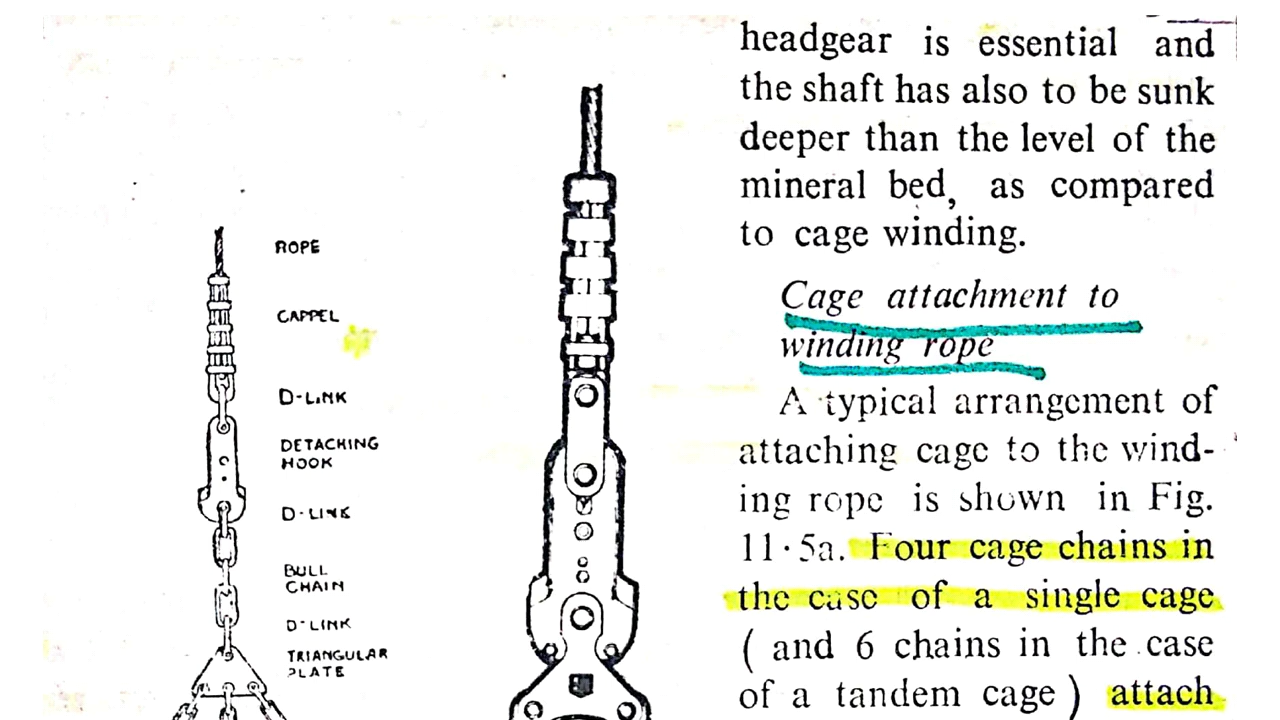 ROPE
CAPPEL
D-LINK
DETACHING
HOOK
D-LINK
BULL
CHAIN
D-LINK
TRIANGULAR
PLATE
headgear is essential and
the shaft has also to be sunk
deeper than the level of the
mineral bed, as compared
to cage winding.
Cage attachment to
winding rope
A typical arrangement of
attaching cage to the wind-
ing rope is shown in Fig.
11·5a. Four cage chains in
the case of a single cage
( and 6 chains in the case
of a tandem cage ) attach